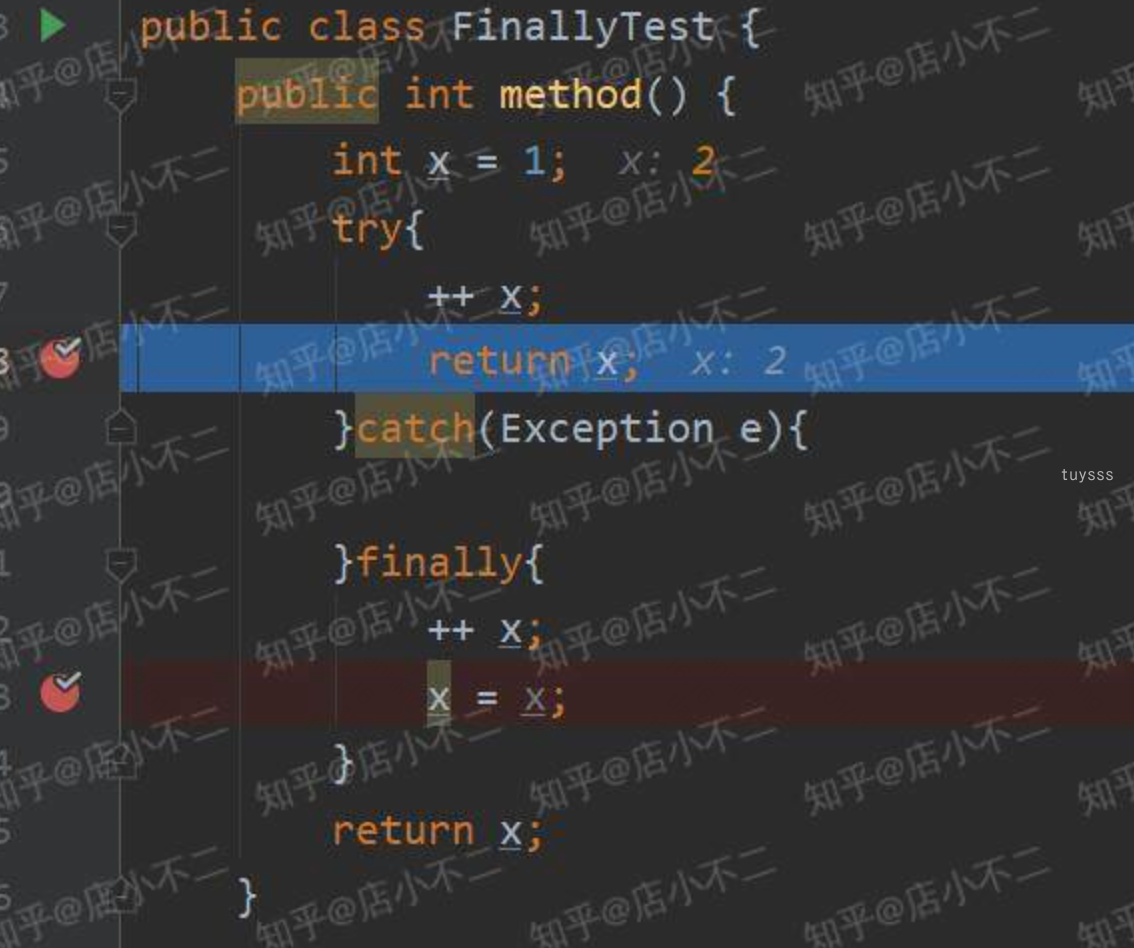 3 public class FinallyTest {
4 public int method() {
5 int x = 1; x: 2
6 try{
7 ++ x;
8 return x; x: 2
9 }catch(Exception e){
tuysss
1 }finally{
2 ++ x;
3 x = x;
4 }
5 return x;
6 }
知乎@店小不二